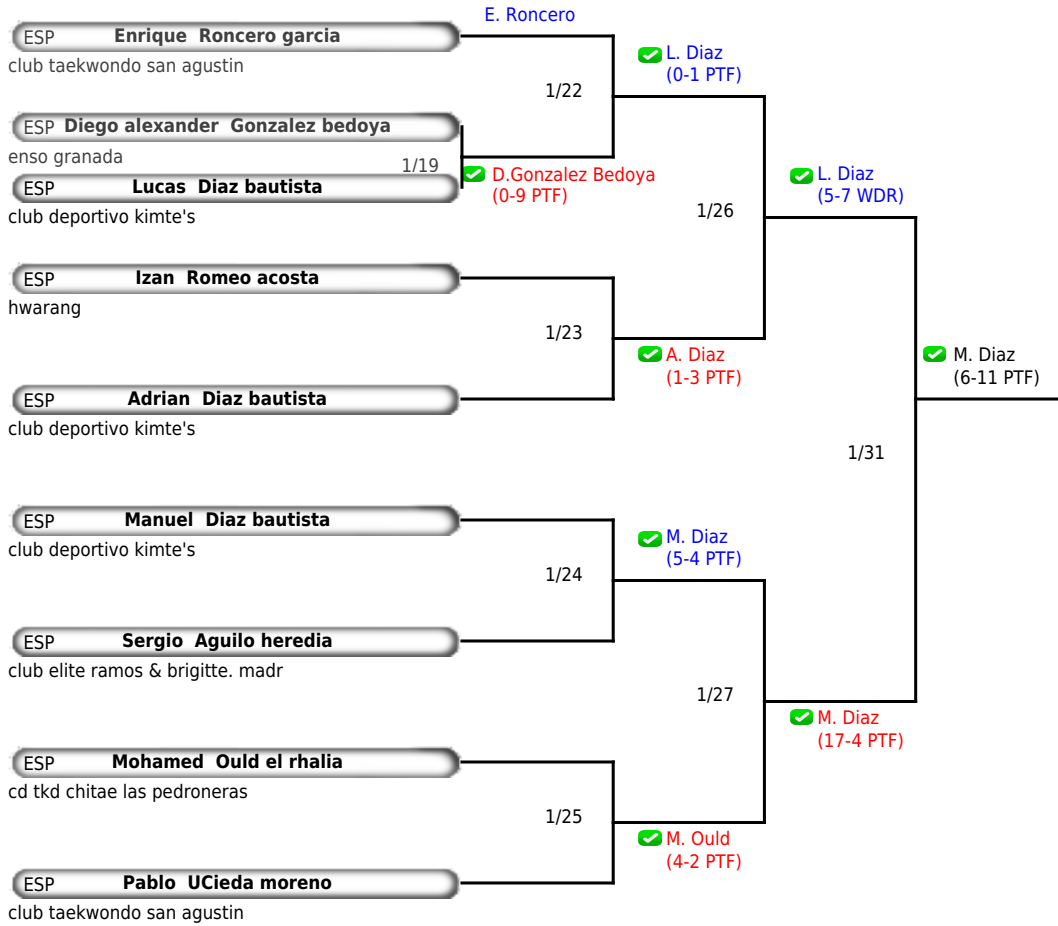 E. Roncero
ESP Enrique Roncero garcia
club taekwondo san agustin
L. Diaz
(0-1 PTF)
1/22
ESP Diego alexander Gonzalez bedoya
enso granada
1/19
D.Gonzalez Bedoya
(0-9 PTF)
ESP Lucas Diaz bautista
club deportivo kimte's
L. Diaz
(5-7 WDR)
1/26
ESP Izan Romeo acosta
hwarang
1/23
A. Diaz
(1-3 PTF)
M. Diaz
(6-11 PTF)
ESP Adrian Diaz bautista
club deportivo kimte's
1/31
ESP Manuel Diaz bautista
club deportivo kimte's
M. Diaz
(5-4 PTF)
1/24
ESP Sergio Aguilo heredia
club elite ramos & brigitte. madr
1/27
M. Diaz
(17-4 PTF)
ESP Mohamed Ould el rhalia
cd tkd chitae las pedroneras
1/25
M. Ould
(4-2 PTF)
ESP Pablo UCieda moreno
club taekwondo san agustin